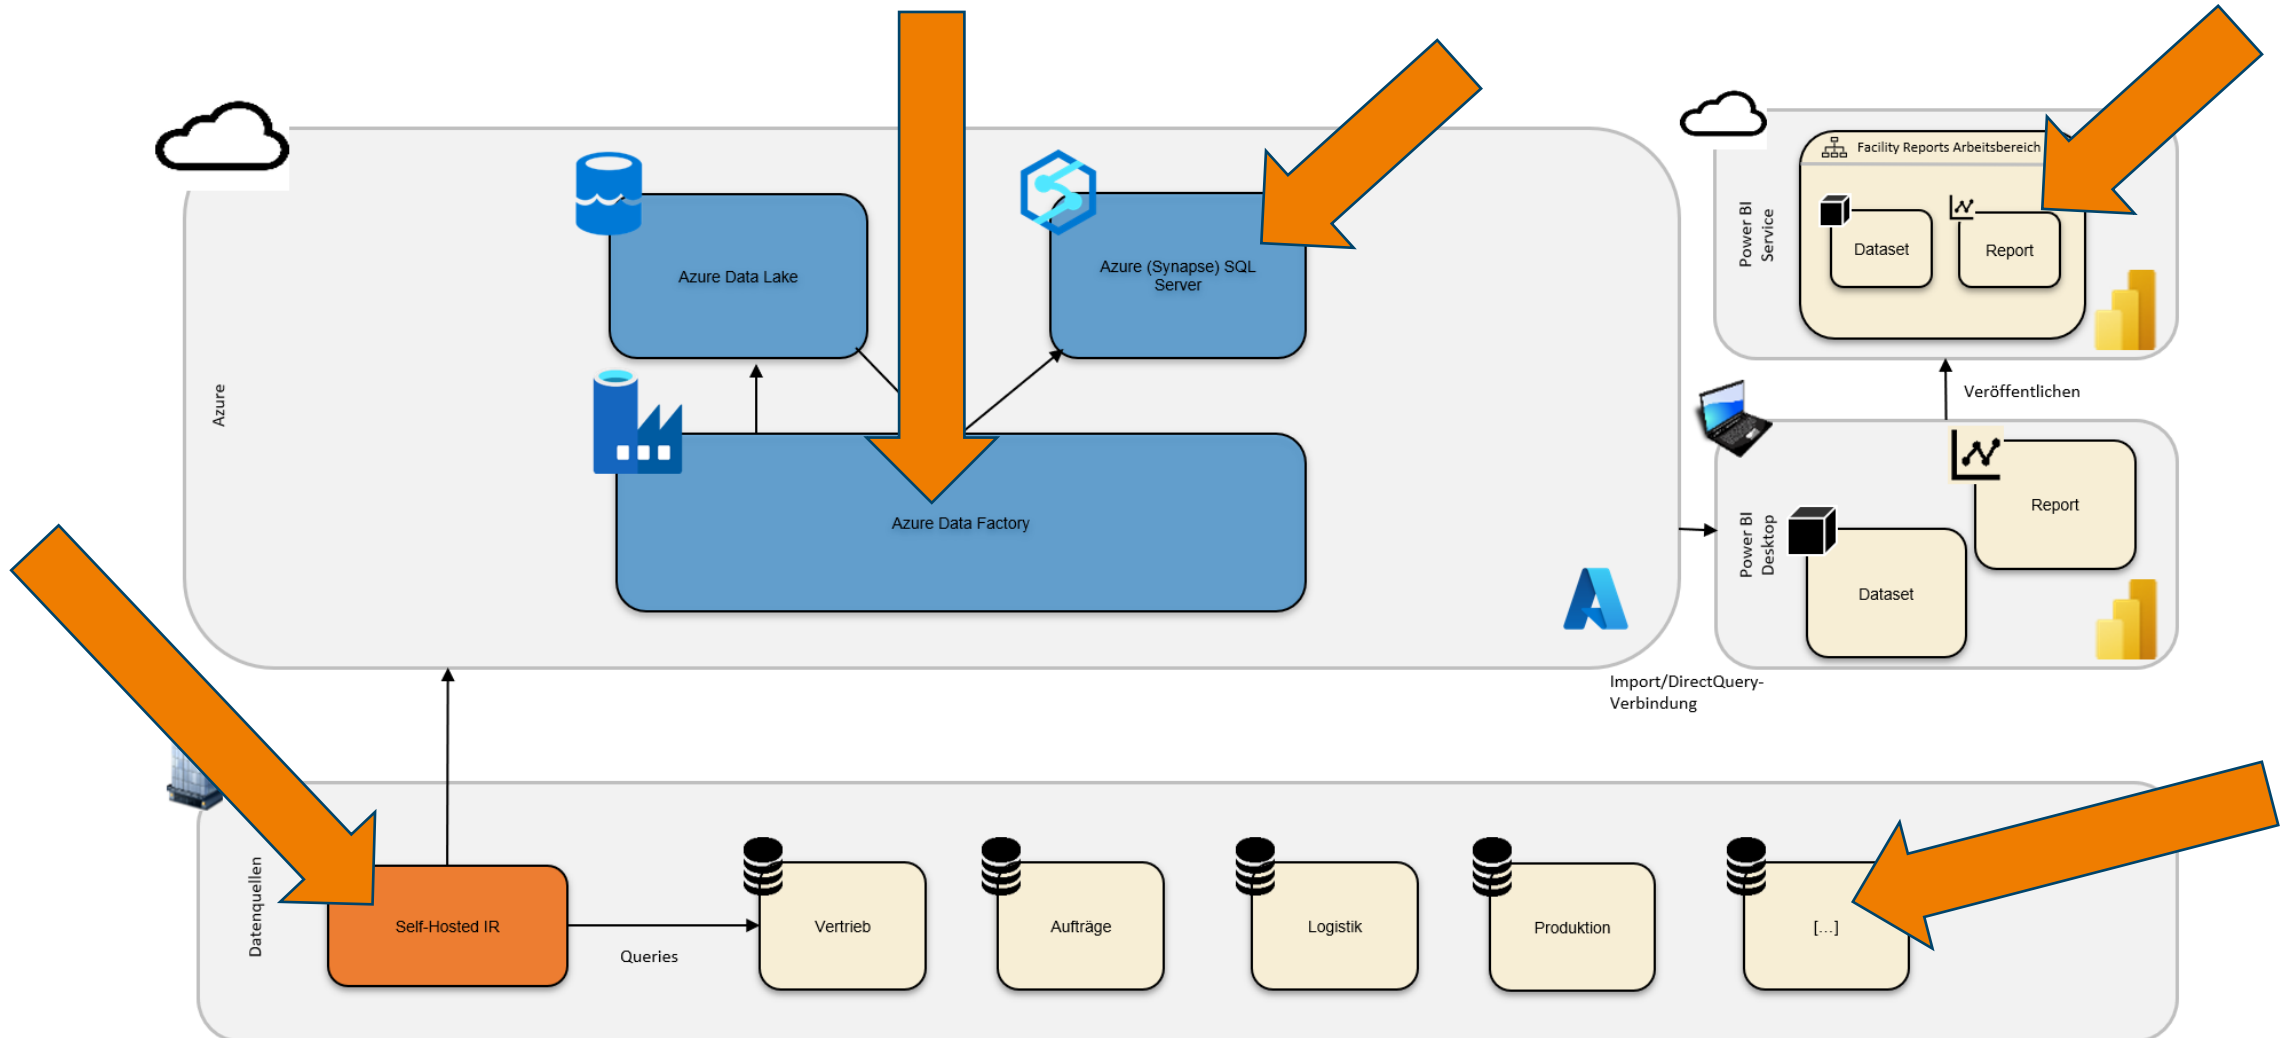 Facility Reports Arbeitsbereich
Power BI
Service
Dataset
Report
Azure Data Lake
Azure (Synapse) SQL
Server
Azure
Veröffentlichen
Azure Data Factory
Power BI
Desktop
Report
Dataset
Import/DirectQuery-
Verbindung
Datenquellen
Self-Hosted IR
Queries
Vertrieb
Aufträge
Logistik
Produktion
[...]